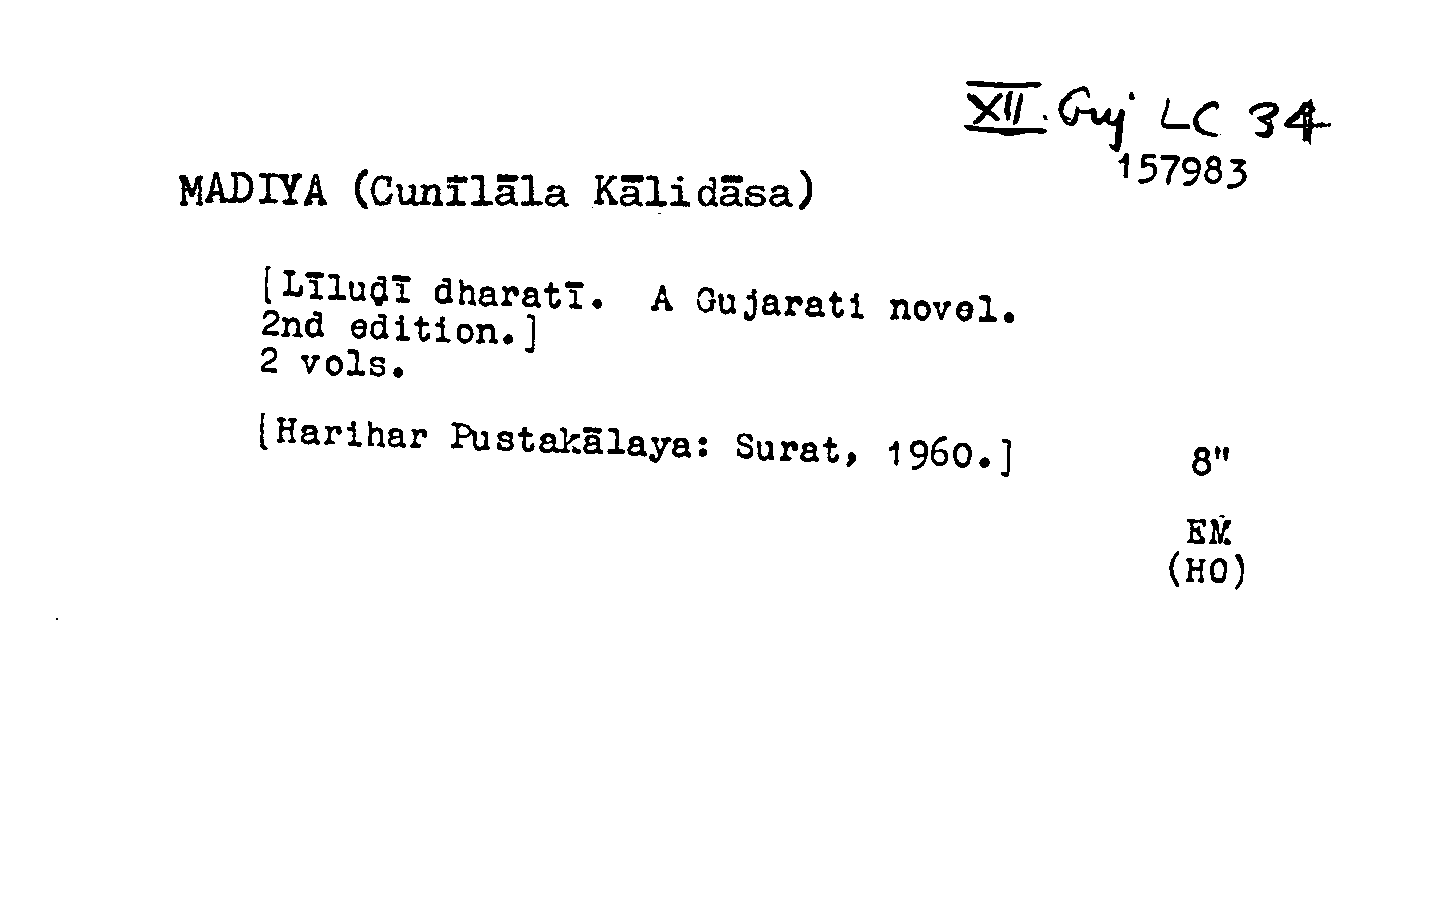 XII. Guj LC 34
157983
MADIYA (Cunīlāla Kālidāsa)
[Līluḍī dharatī. A Gujarati novel.
2nd edition.]
2 vols.
[Harihar Pustakālaya: Surat, 1960.]
8"
EM
(HO)